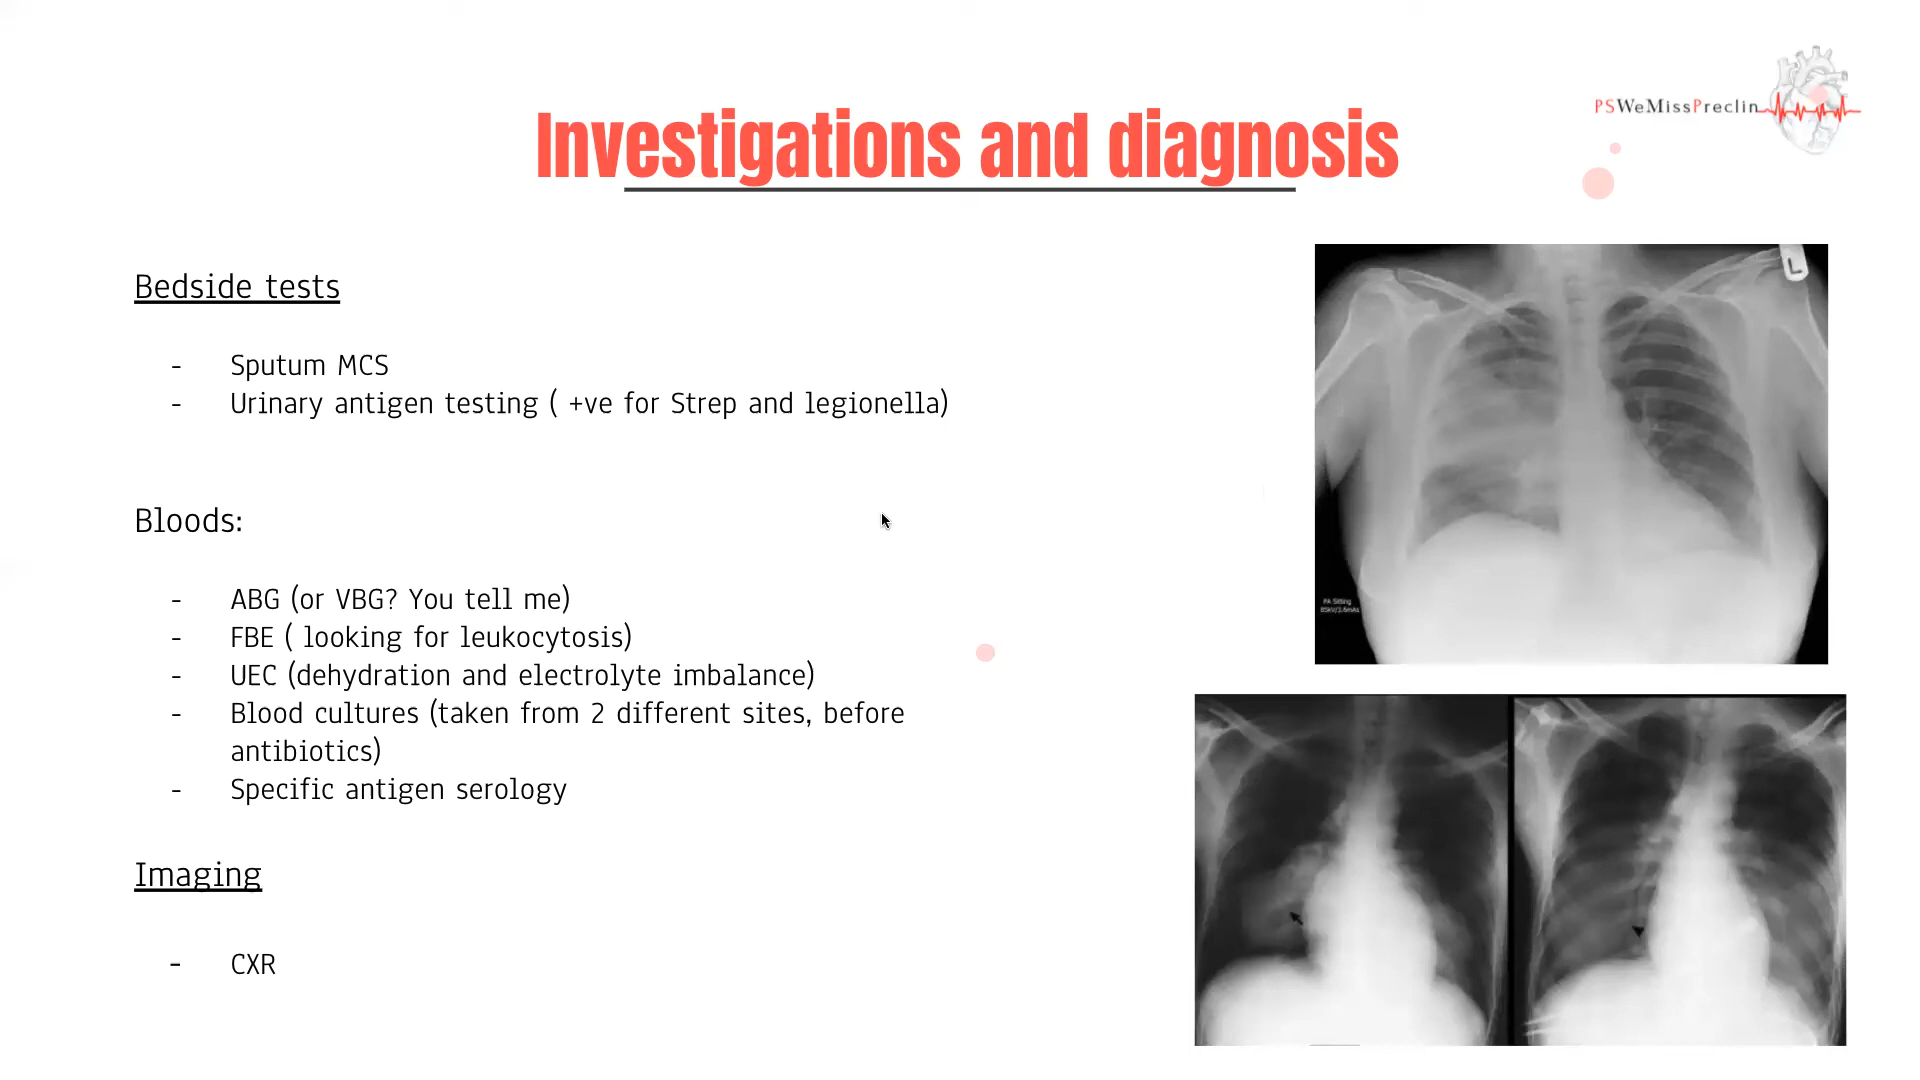 PSWeMissPreclin
Investigations and diagnosis
Bedside tests
- Sputum MCS
- Urinary antigen testing ( +ve for Strep and legionella)
Bloods:
- ABG (or VBG? You tell me)
- FBE ( looking for leukocytosis)
- UEC (dehydration and electrolyte imbalance)
- Blood cultures (taken from 2 different sites, before
antibiotics)
- Specific antigen serology
Imaging
- CXR
L
PA Sitting